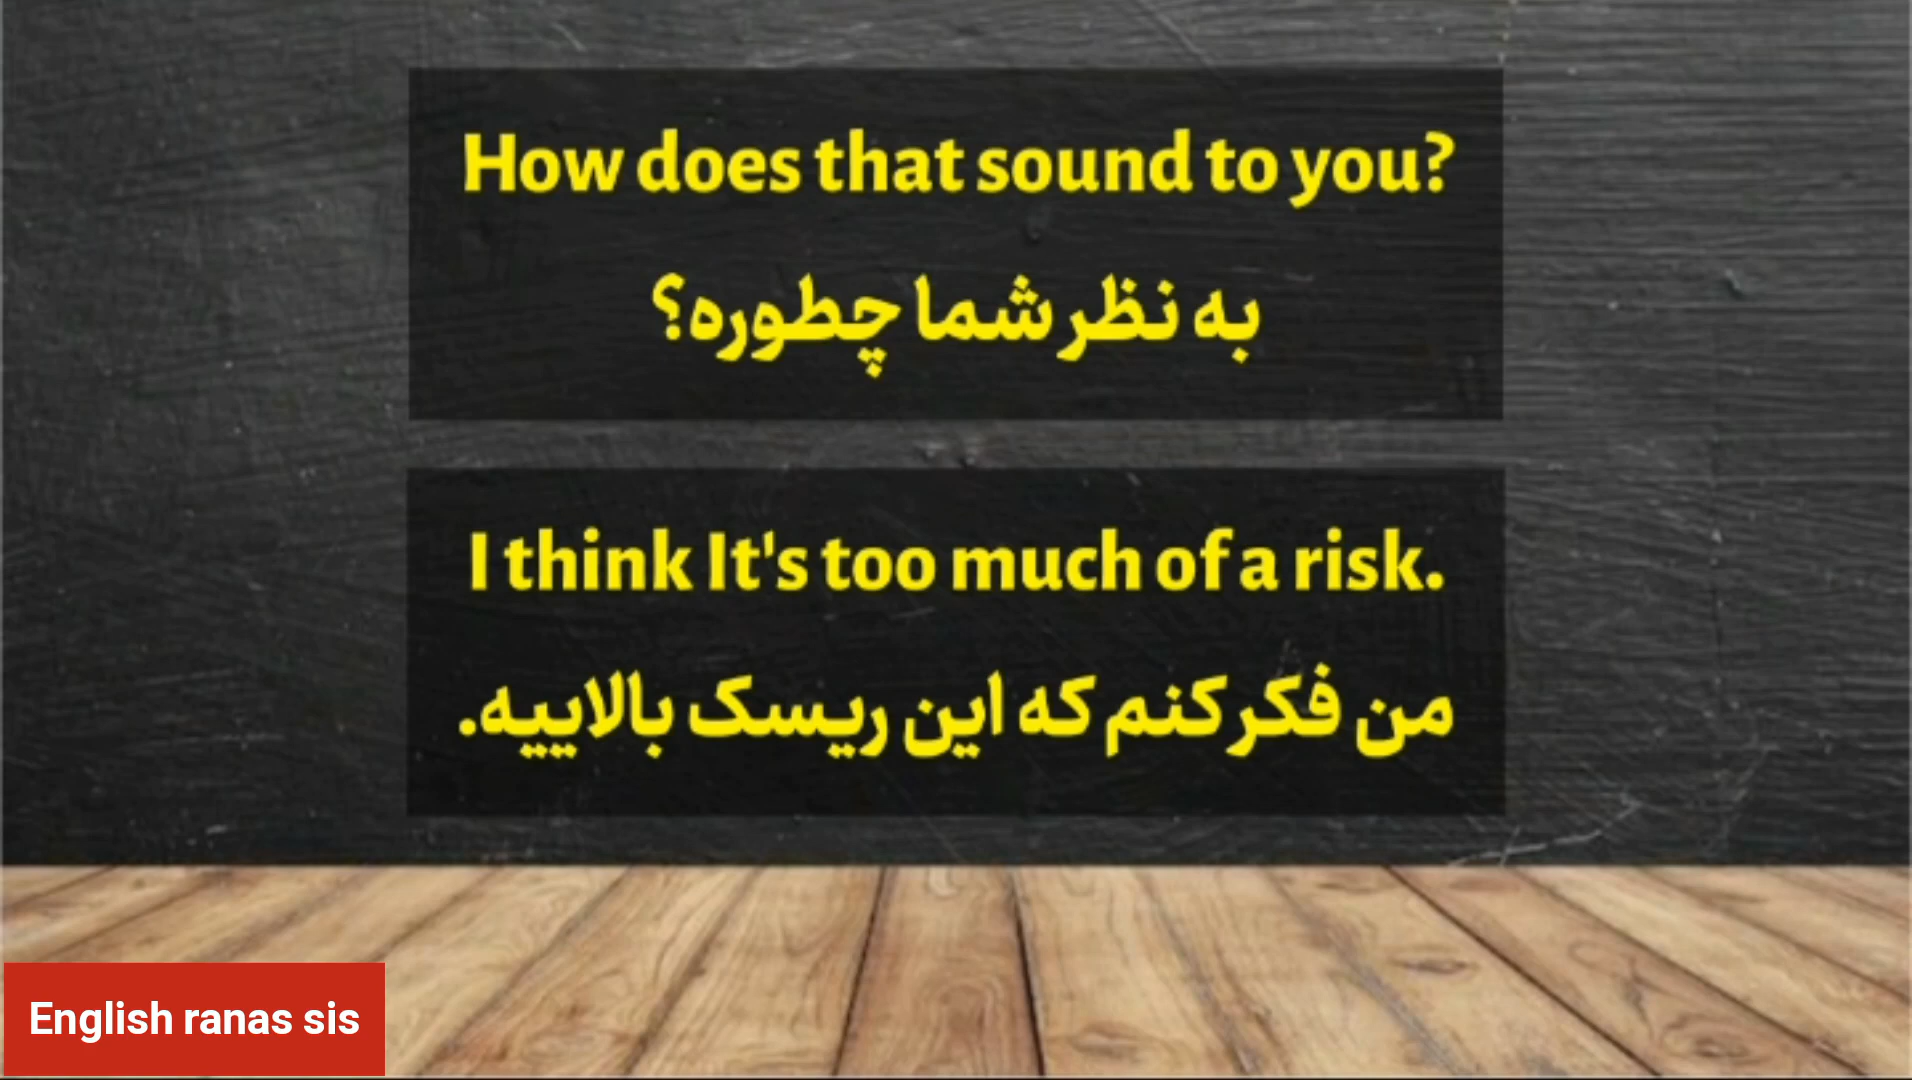 How does that sound to you?
به نظر شما چطوره؟
I think It's too much of a risk.
من فکر کنم که این ریسک بالاییه.
English ranas sis